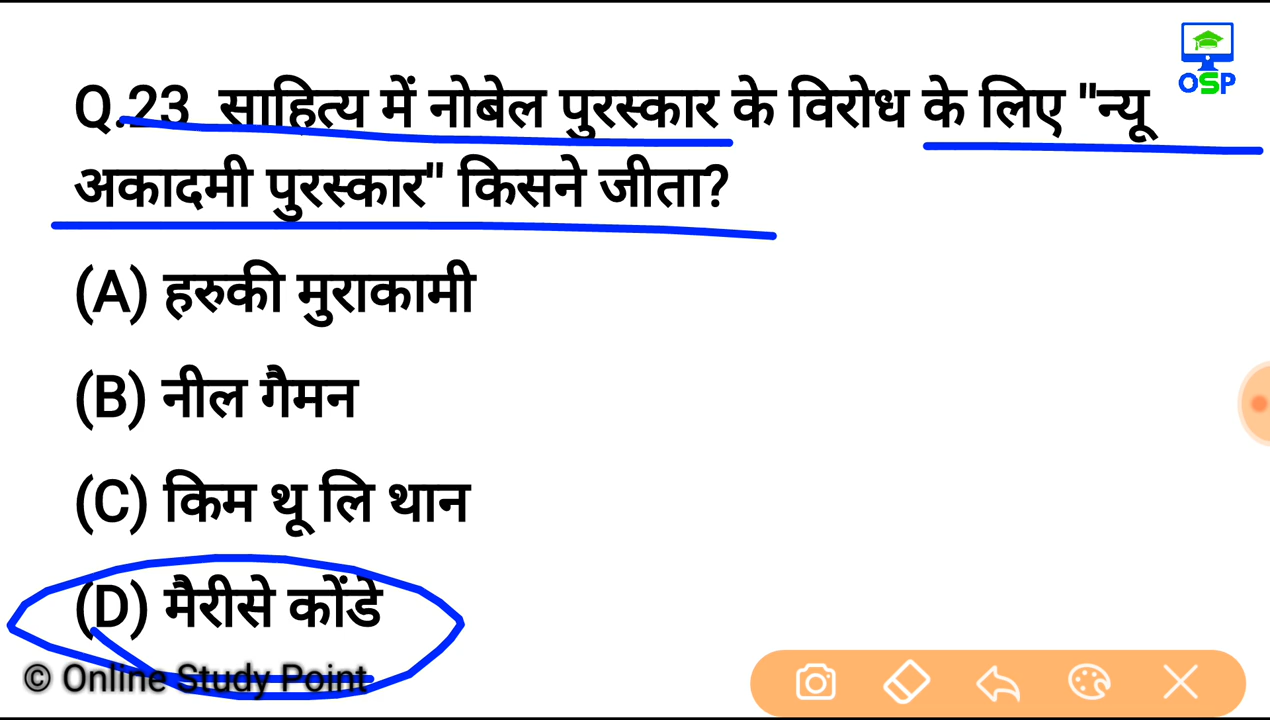 OSP
Q.23 साहित्य में नोबेल पुरस्कार के विरोध के लिए "न्यू
अकादमी पुरस्कार" किसने जीता?
(A) हरुकी मुराकामी
(B) नील गैमन
(C) किम थू लि थान
(D) मैरीसे कोंडे
© Online Study Point